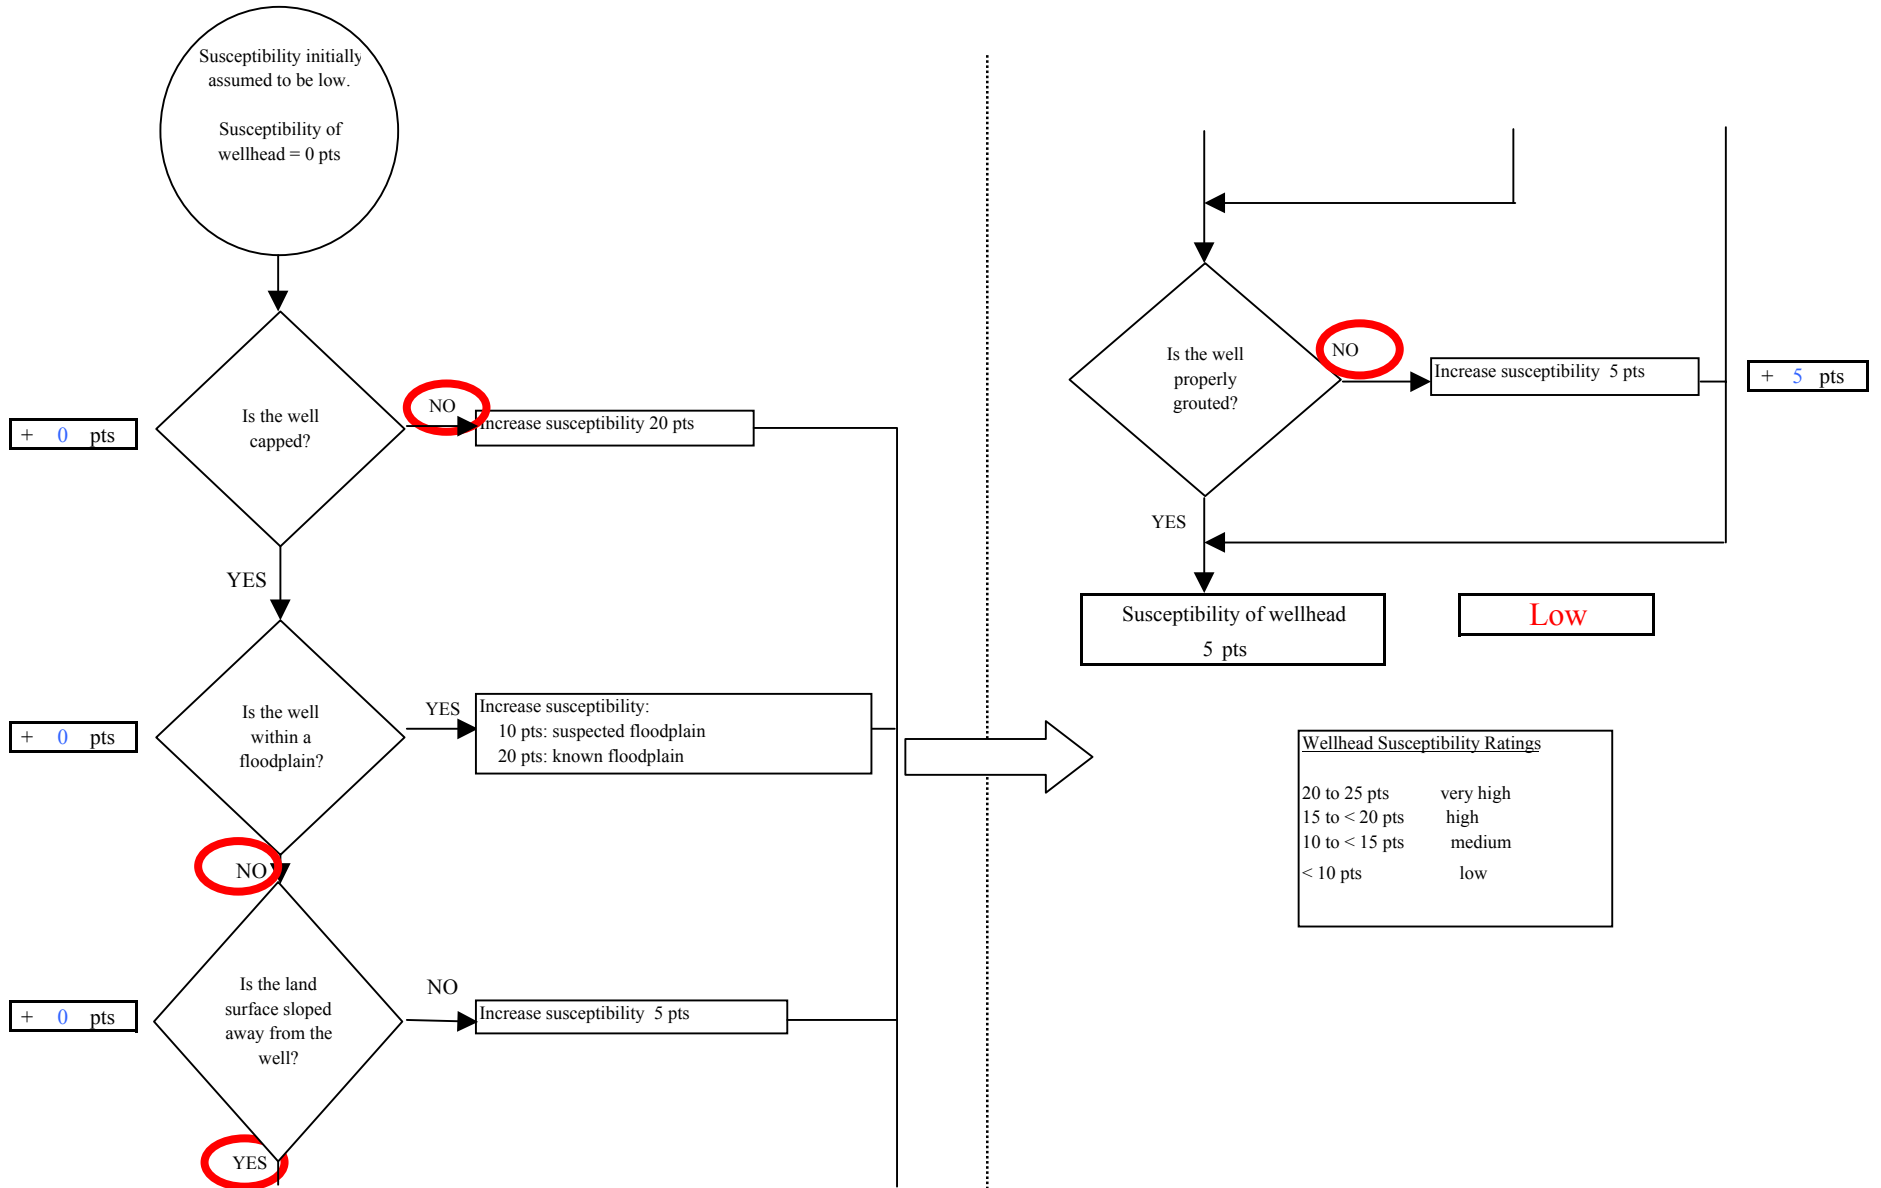 Susceptibility initially
assumed to be low.
Susceptibility of
wellhead = 0 pts
Is the well
capped?
NO
Increase susceptibility 20 pts
+ 0 pts
YES
Is the well
within a
floodplain?
YES
Increase susceptibility:
10 pts: suspected floodplain
20 pts: known floodplain
+ 0 pts
NO
Is the land
surface sloped
away from the
well?
NO
Increase susceptibility 5 pts
+ 0 pts
YES
Is the well
properly
grouted?
NO
Increase susceptibility 5 pts
+ 5 pts
YES
Susceptibility of wellhead
5 pts
Low
Wellhead Susceptibility Ratings
20 to 25 pts very high
15 to < 20 pts high
10 to < 15 pts medium
< 10 pts low